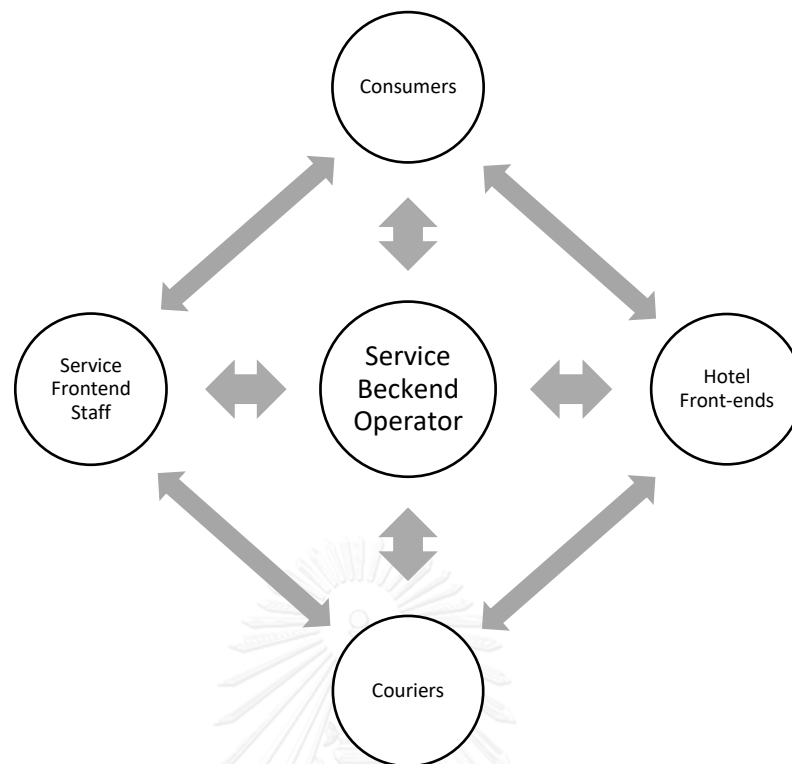 Consumers
Service
Frontend
Staff
Service
Beckend
Operator
Hotel
Front-ends
Couriers